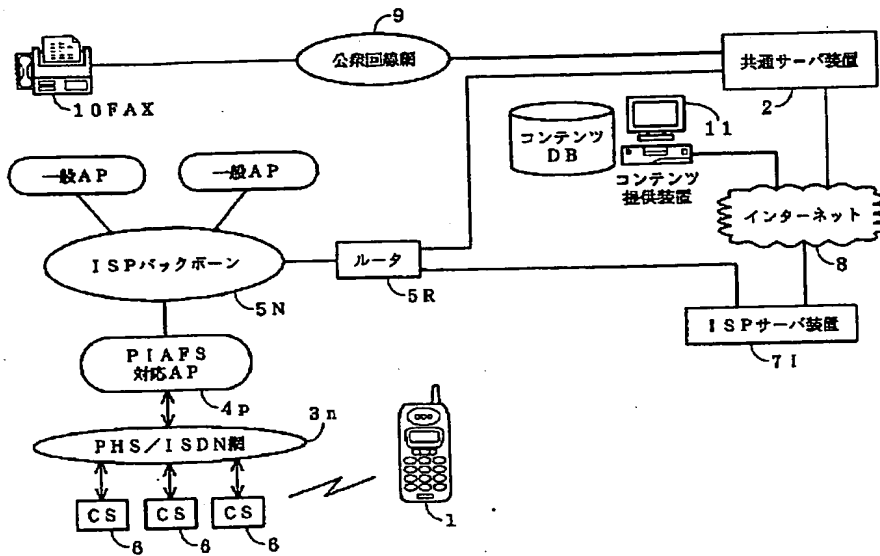 9
公衆回線網
共通サーバ装置
2
10FAX
コンテンツ
DB
11
コンテンツ
提供装置
一般AP
一般AP
インターネット
8
ISPバックボーン
5N
ルータ
5R
ISPサーバ装置
7I
PIAFS
対応AP
4p
3n
PHS/ISDN網
CS
CS
CS
6
6
6
1